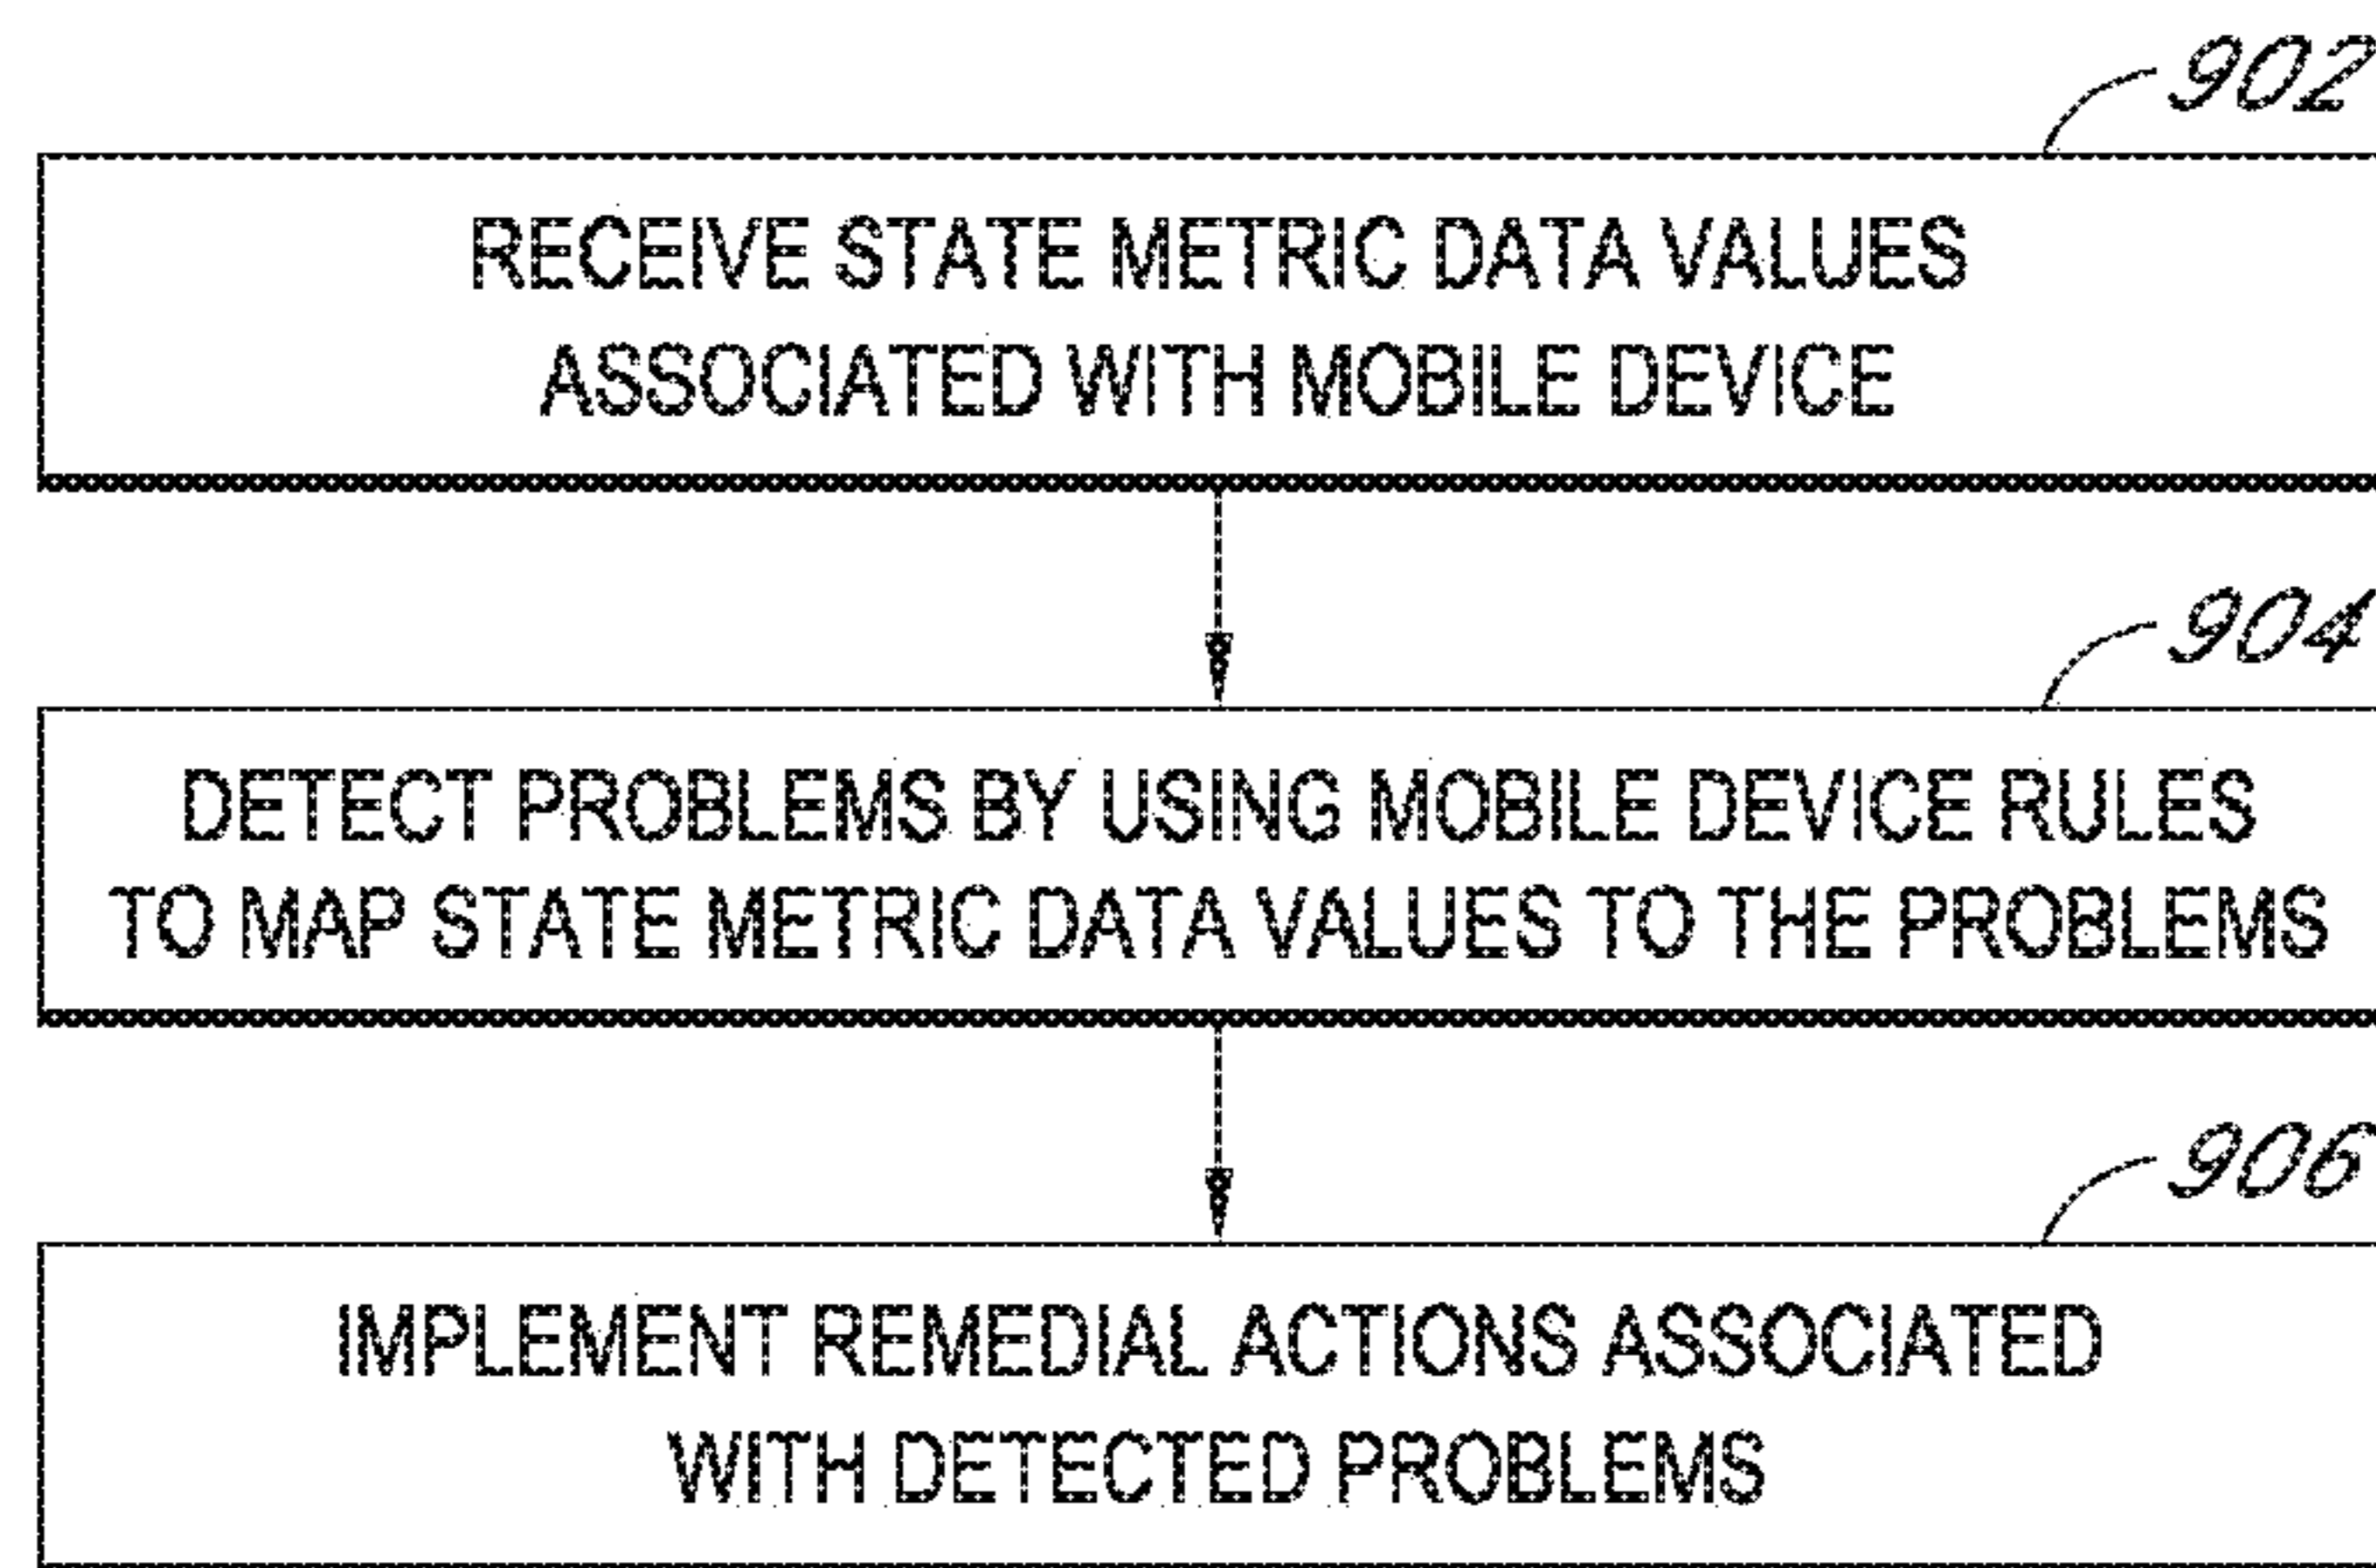 902
RECEIVE STATE METRIC DATA VALUES
ASSOCIATED WITH MOBILE DEVICE
904
DETECT PROBLEMS BY USING MOBILE DEVICE RULES
TO MAP STATE METRIC DATA VALUES TO THE PROBLEMS
906
IMPLEMENT REMEDIAL ACTIONS ASSOCIATED
WITH DETECTED PROBLEMS